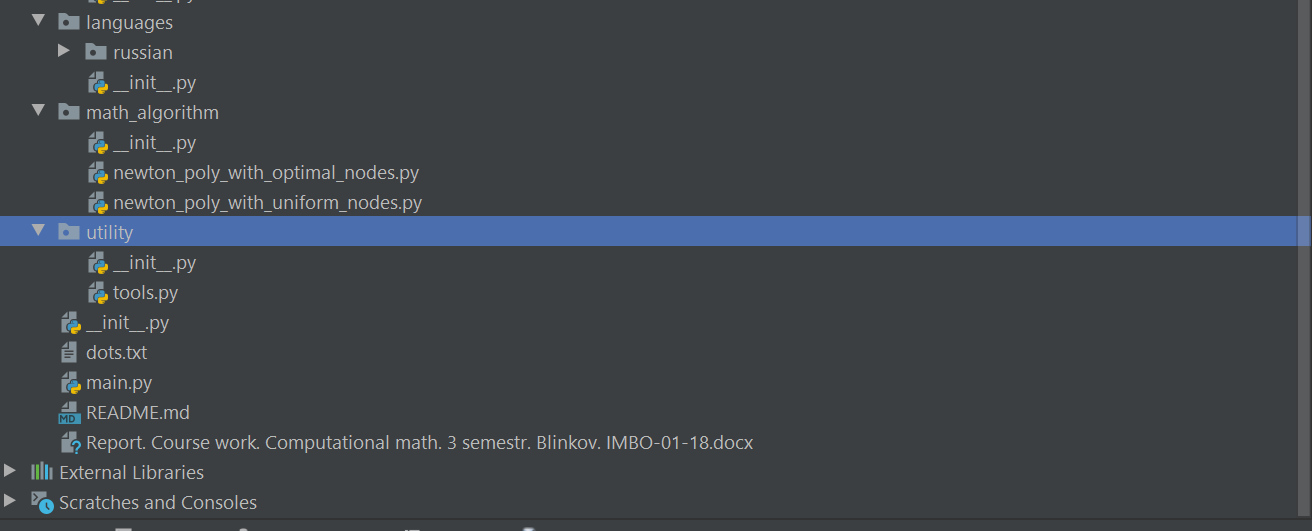 __init__.py
languages
russian
__init__.py
math_algorithm
__init__.py
newton_poly_with_optimal_nodes.py
newton_poly_with_uniform_nodes.py
utility
__init__.py
tools.py
__init__.py
dots.txt
main.py
MD README.md
Report. Course work. Computational math. 3 semestr. Blinkov. IMBO-01-18.docx
External Libraries
Scratches and Consoles